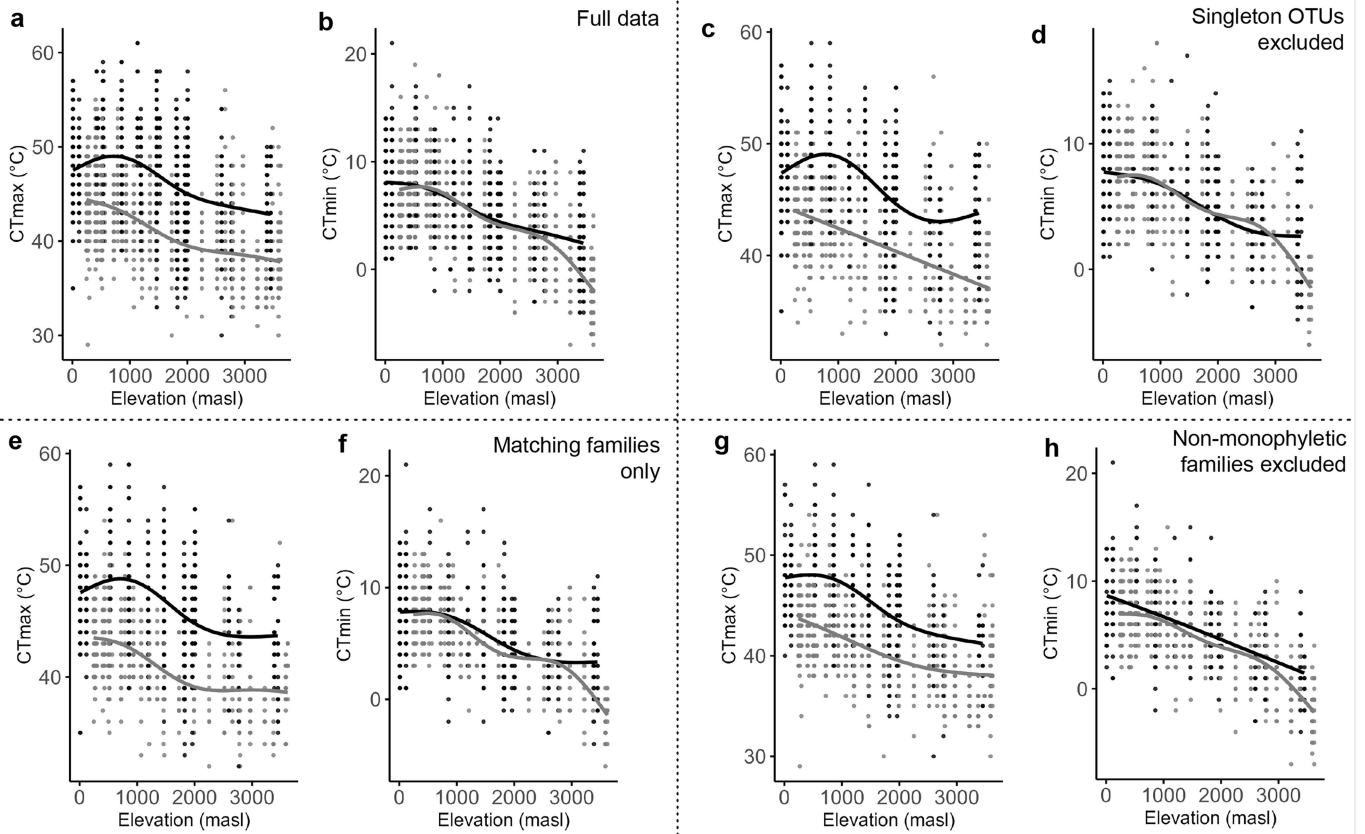 a
b
Full data
60
50
40
30
CTmax (°C)
0 1000 2000 3000
Elevation (masl)
20
10
0
CTmin (°C)
0 1000 2000 3000
Elevation (masl)
c
d
Singleton OTUs
excluded
60
50
40
CTmax (°C)
0 1000 2000 3000
Elevation (masl)
10
0
CTmin (°C)
0 1000 2000 3000
Elevation (masl)
e
f
Matching families
only
60
50
40
CTmax (°C)
0 1000 2000 3000
Elevation (masl)
20
10
0
CTmin (°C)
0 1000 2000 3000
Elevation (masl)
g
h
Non-monophyletic
families excluded
60
50
40
30
CTmax (°C)
0 1000 2000 3000
Elevation (masl)
20
10
0
CTmin (°C)
0 1000 2000 3000
Elevation (masl)